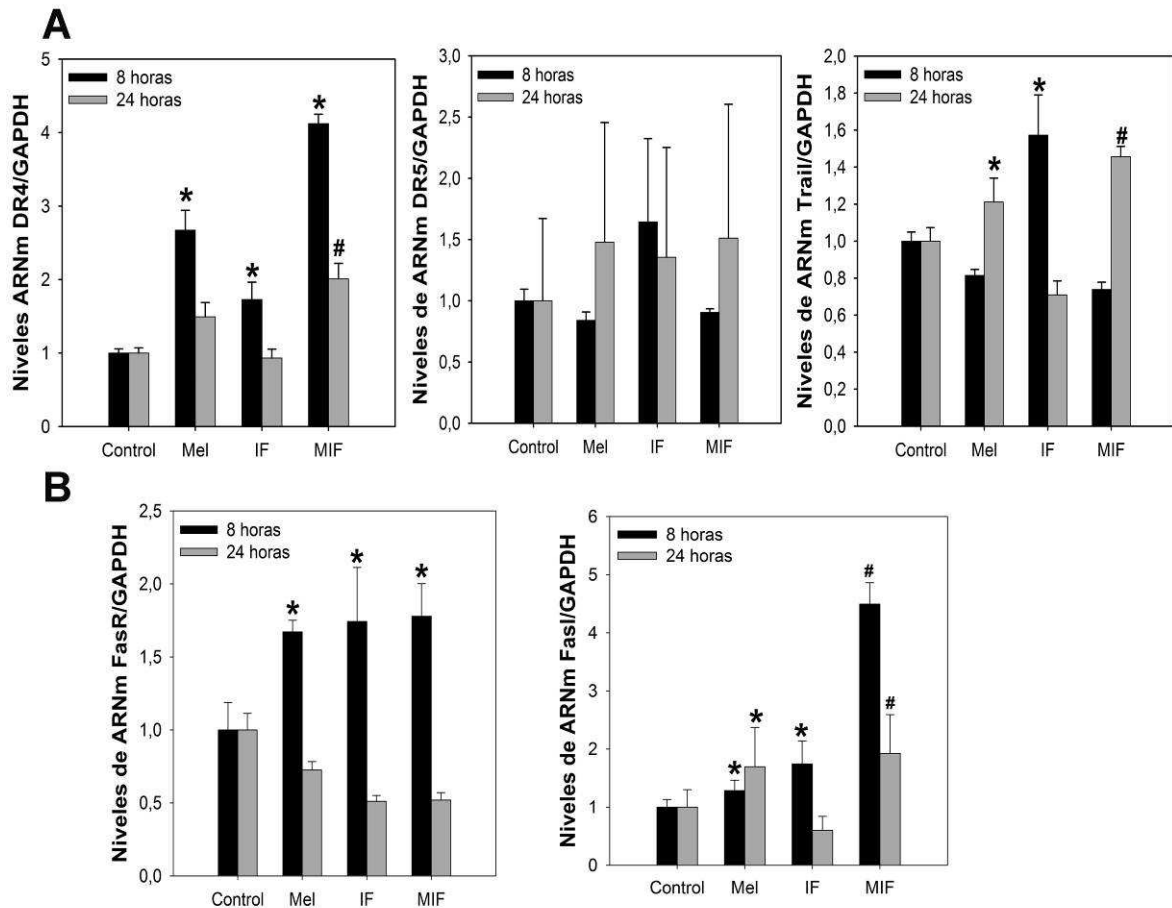 A
Niveles ARNm DR4/GAPDH
5
4
3
2
1
0
8 horas
24 horas
*
*
*
#
Control Mel IF MIF
Niveles de ARNm DR5/GAPDH
3,0
2,5
2,0
1,5
1,0
0,5
0,0
8 horas
24 horas
Control Mel IF MIF
Niveles de ARNm Trail/GAPDH
2,0
1,8
1,6
1,4
1,2
1,0
0,8
0,6
0,4
0,2
0,0
8 horas
24 horas
*
*
#
Control Mel IF MIF
B
Niveles de ARNm FasR/GAPDH
2,5
2,0
1,5
1,0
0,5
0,0
8 horas
24 horas
*
*
*
Control Mel IF MIF
Niveles de ARNm Fasl/GAPDH
6
5
4
3
2
1
0
8 horas
24 horas
*
*
*
#
#
Control Mel IF MIF